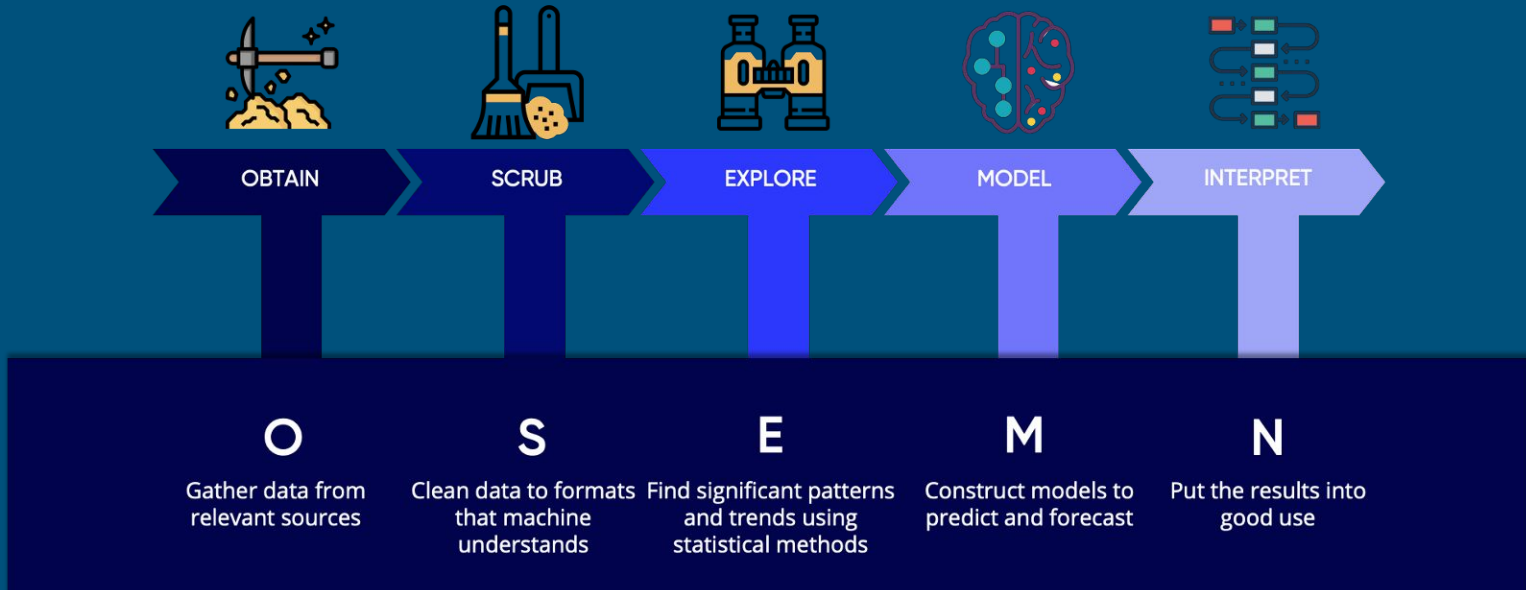 OBTAIN
SCRUB
EXPLORE
MODEL
INTERPRET
O
Gather data from
relevant sources
S
Clean data to formats
that machine
understands
E
Find significant patterns
and trends using
statistical methods
M
Construct models to
predict and forecast
N
Put the results into
good use